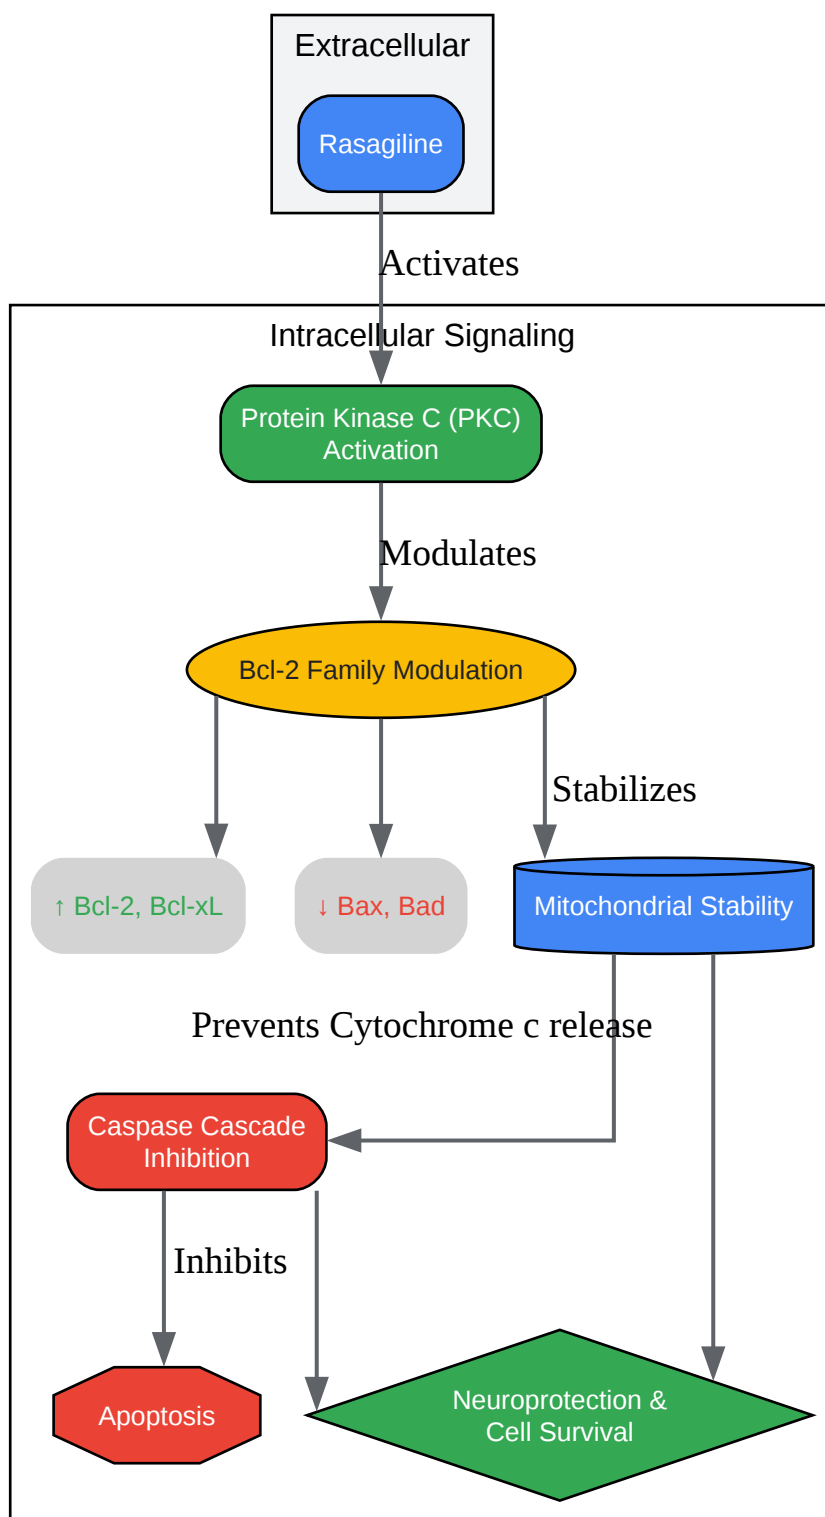 Extracellular
Rasagiline
Activates
Intracellular Signaling
Protein Kinase C (PKC)
Activation
Modulates
Bcl-2 Family Modulation
Stabilizes
↑ Bcl-2, Bcl-xL
↓ Bax, Bad
Mitochondrial Stability
Prevents Cytochrome c release
Caspase Cascade
Inhibition
Inhibits
Apoptosis
Neuroprotection &
Cell Survival